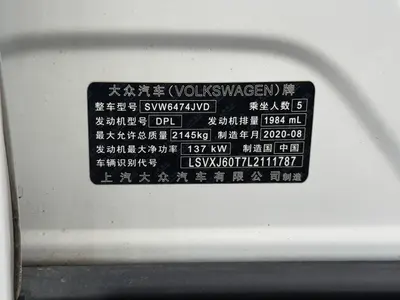 大众汽车(VOLKSWAGEN)牌
整车型号 SVW6474JVD 乘坐人数 5
发动机型号 DPL 发动机排量 1984 mL
最大允许总质量 2145kg 制造年月 2020-08
发动机最大净功率 137 kW 制造国 中国
车辆识别代号 LSVXJ60T7L2111787
上汽大众汽车有限公司制造